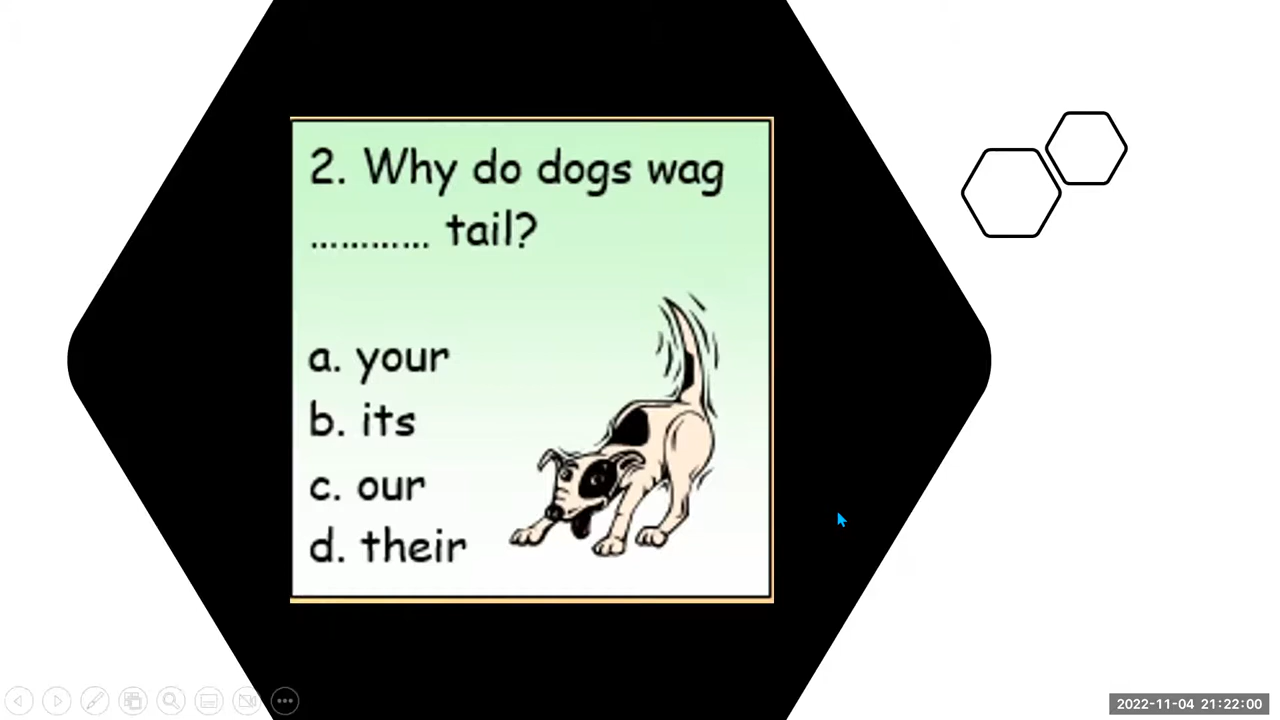 2. Why do dogs wag
………… tail?
a. your
b. its
c. our
d. their
2022-11-04 21:22:00